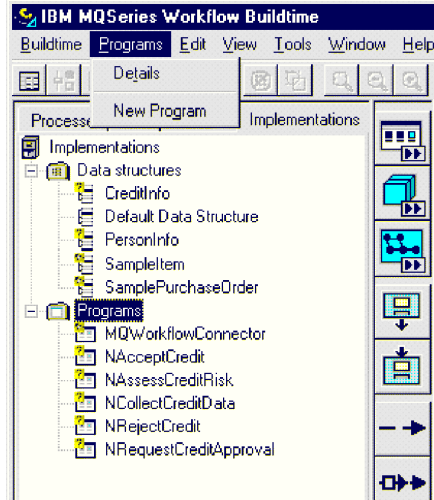 IBM MQSeries Workflow Buildtime
Buildtime Programs Edit View Tools Window Help
Details
New Program
Processe Implementations
Implementations
Data structures
CreditInfo
Default Data Structure
PersonInfo
SampleItem
SamplePurchaseOrder
Programs
MQWorkflowConnector
NAcceptCredit
NAssessCreditRisk
NCollectCreditData
NRejectCredit
NRequestCreditApproval